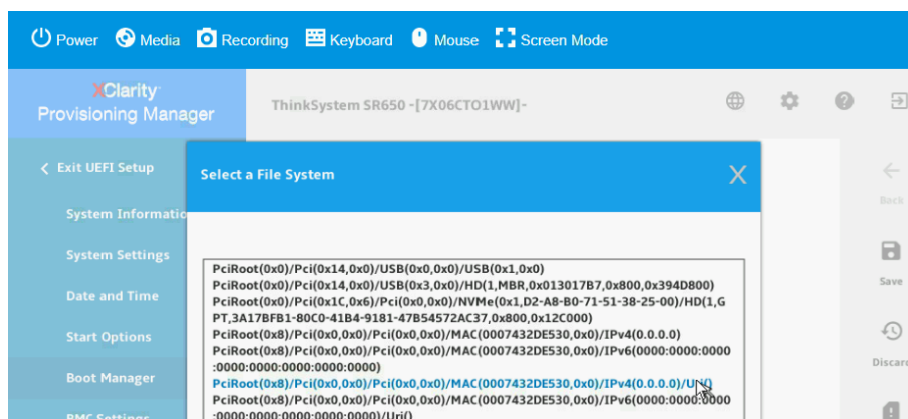 Power Media Recording Keyboard Mouse Screen Mode
XClarity
Provisioning Manager
ThinkSystem SR650 -[7X06CTO1WW]-
Exit UEFI Setup
Select a File System
X
Back
System Informatio
System Settings
Save
Date and Time
Start Options
Discard
Boot Manager
BMC Settings
PciRoot(0x0)/Pci(0x14,0x0)/USB(0x0,0x0)/USB(0x1,0x0)
PciRoot(0x0)/Pci(0x14,0x0)/USB(0x3,0x0)/HD(1,MBR,0x013017B7,0x800,0x394D800)
PciRoot(0x0)/Pci(0x1C,0x6)/Pci(0x0,0x0)/NVMe(0x1,D2-A8-B0-71-51-38-25-00)/HD(1,G
PT,3A17BFB1-80C0-41B4-9181-47B54572AC37,0x800,0x12C000)
PciRoot(0x8)/Pci(0x0,0x0)/Pci(0x0,0x0)/MAC(0007432DE530,0x0)/IPv4(0.0.0.0)
PciRoot(0x8)/Pci(0x0,0x0)/Pci(0x0,0x0)/MAC(0007432DE530,0x0)/IPv6(0000:0000:0000
:0000:0000:0000:0000:0000)
PciRoot(0x8)/Pci(0x0,0x0)/Pci(0x0,0x0)/MAC(0007432DE530,0x0)/IPv4(0.0.0.0)/Uri()
PciRoot(0x8)/Pci(0x0,0x0)/Pci(0x0,0x0)/MAC(0007432DE530,0x0)/IPv6(0000:0000:0000
:0000:0000:0000:0000:0000)/Uri()